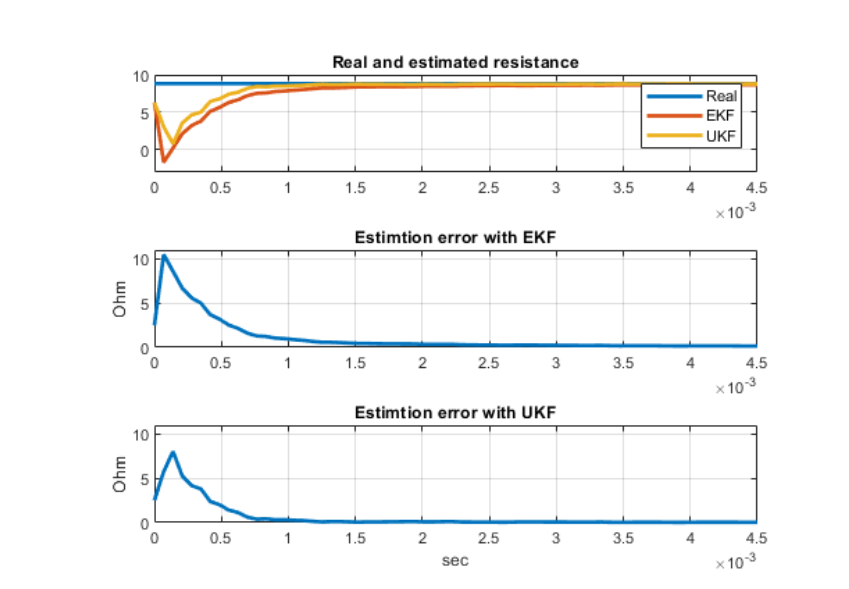 Real and estimated resistance
10
5
0
Real
EKF
UKF
0 0.5 1 1.5 2 2.5 3 3.5 4 4.5
×10⁻³
Estimtion error with EKF
10
5
0
Ohm
0 0.5 1 1.5 2 2.5 3 3.5 4 4.5
×10⁻³
Estimtion error with UKF
10
5
0
Ohm
0 0.5 1 1.5 2 2.5 3 3.5 4 4.5
sec
×10⁻³